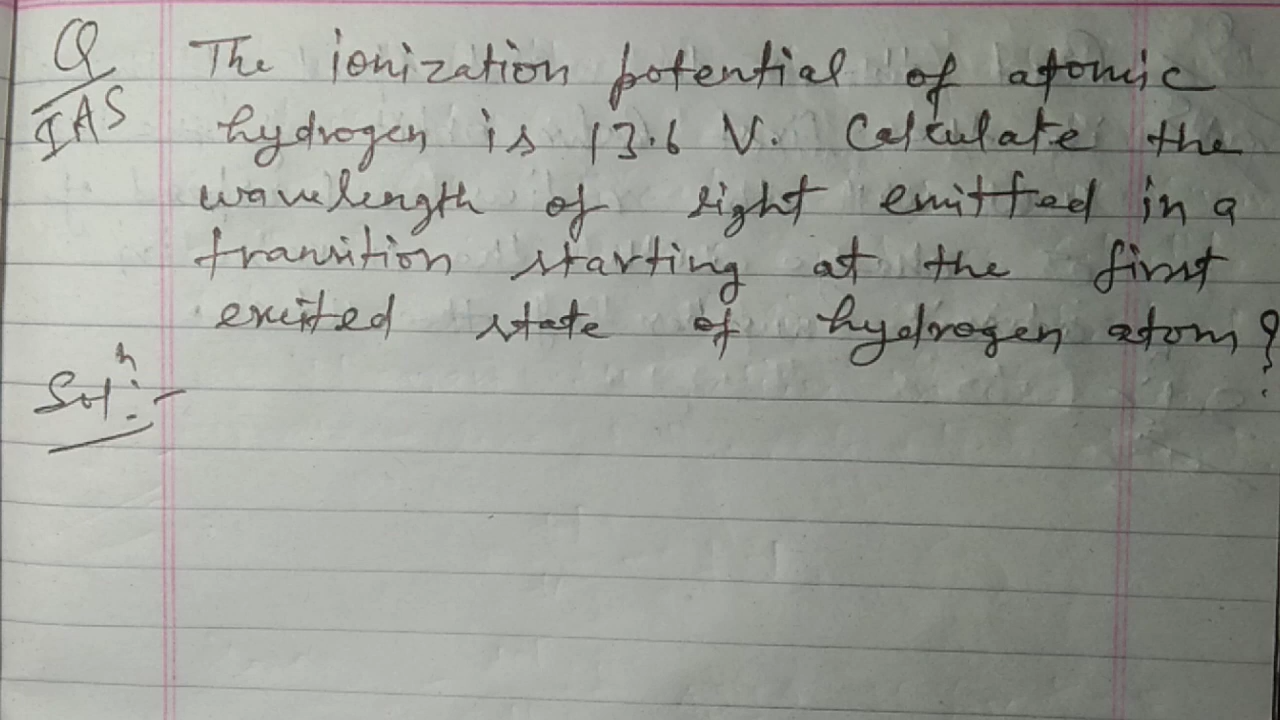 Q
IAS
The ionization potential of atomic
hydrogen is 13.6 V. Calculate the
wavelength of light emitted in a
transition starting at the first
excited state of hydrogen atom?
Solⁿ:-